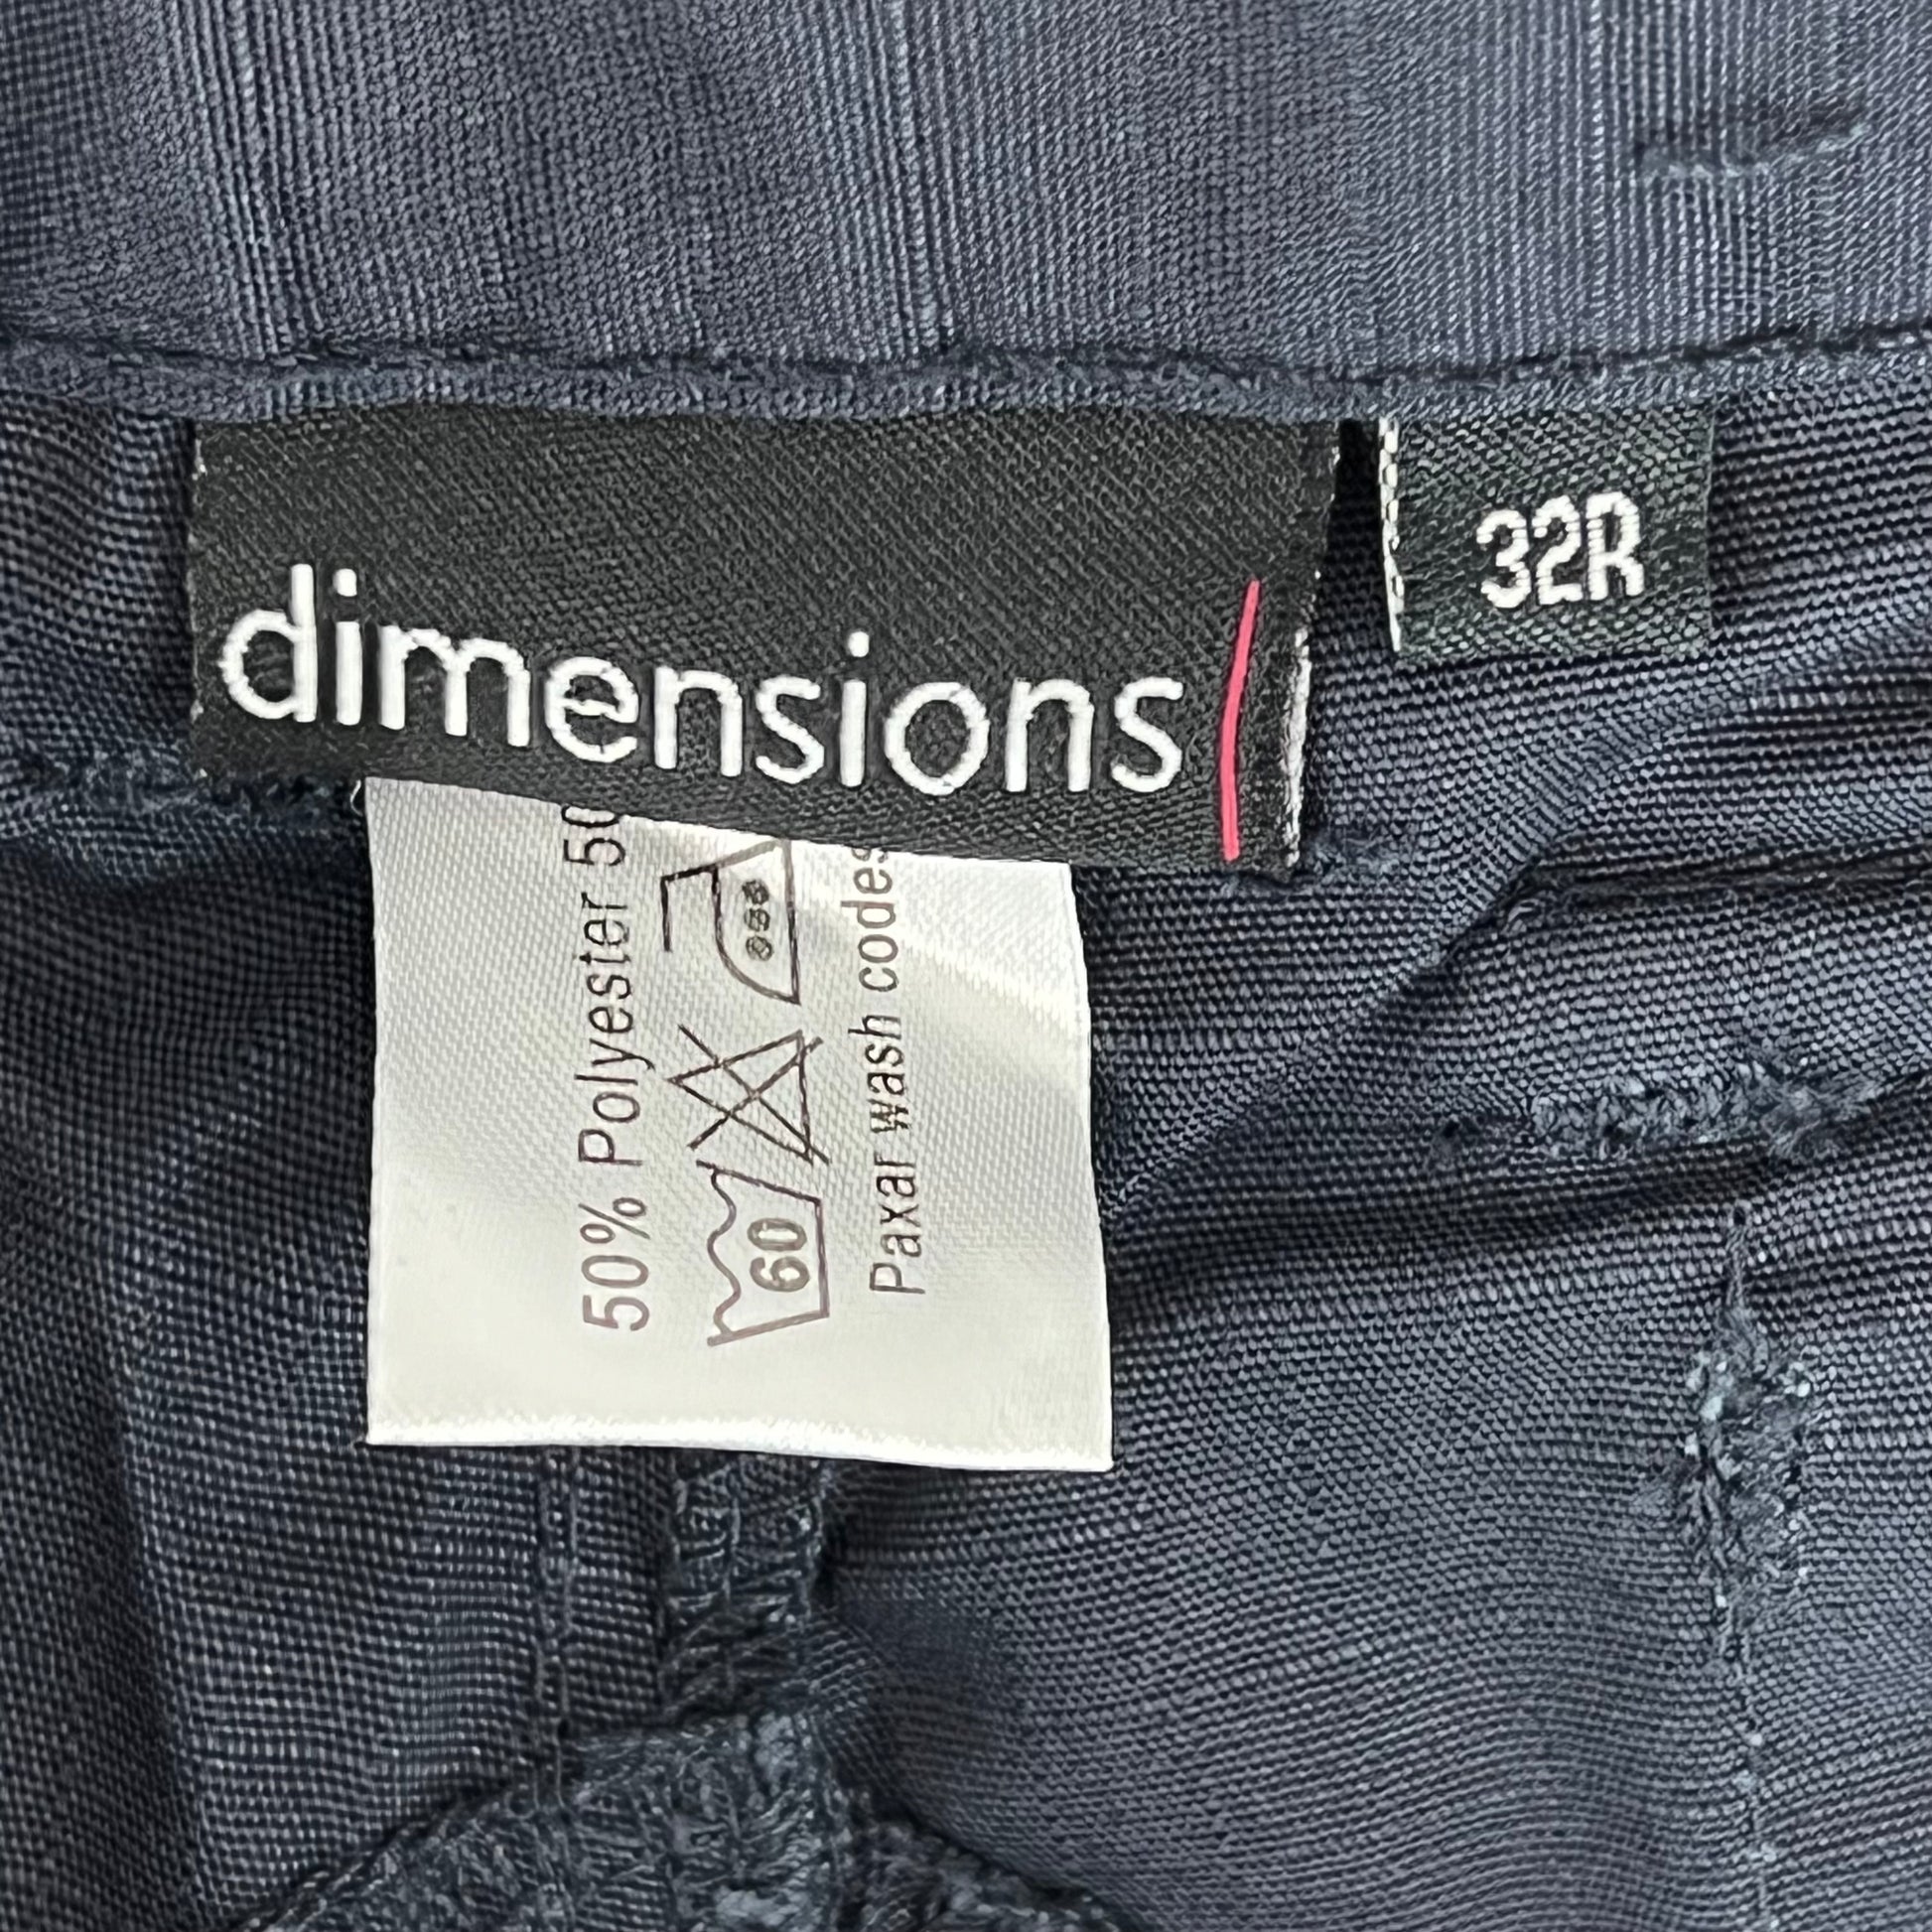 dimensions
32R
50% Polyester 50
60
Paxar wash codes